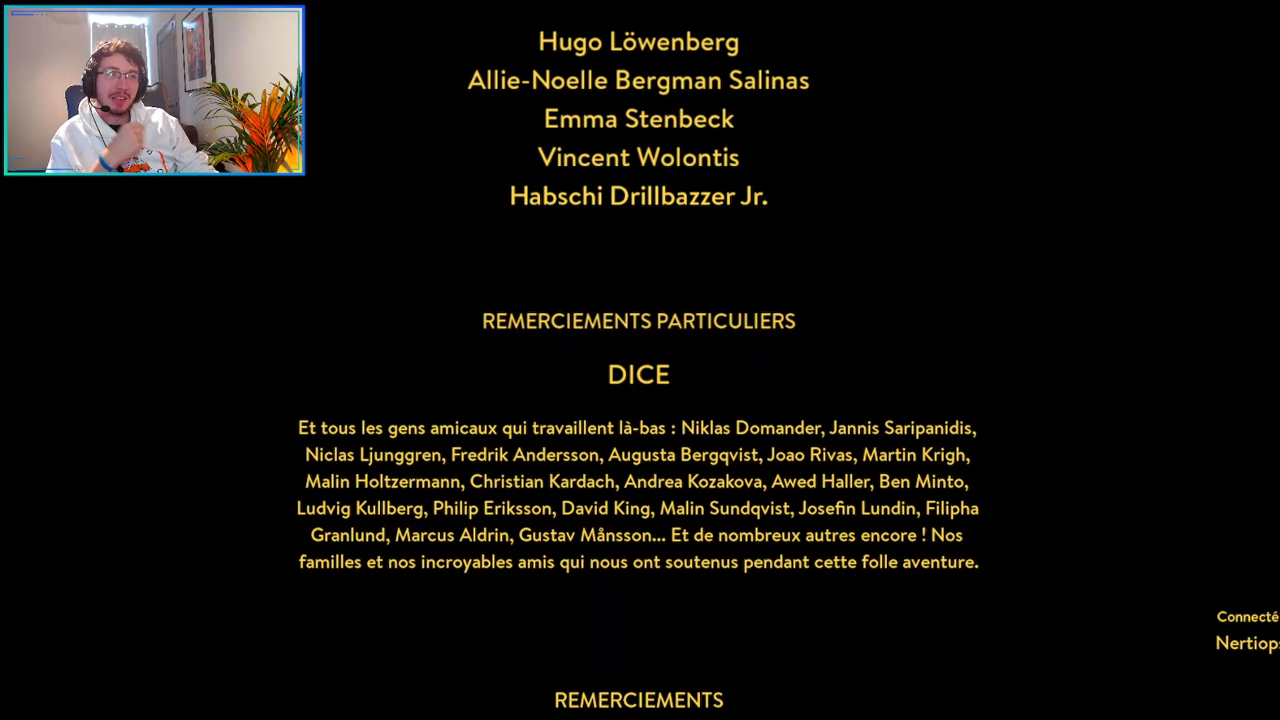 Hugo Löwenberg
Allie-Noelle Bergman Salinas
Emma Stenbeck
Vincent Wolontis
Habschi Drillbazzer Jr.
REMERCIEMENTS PARTICULIERS
DICE
Et tous les gens amicaux qui travaillent là-bas : Niklas Domander, Jannis Saripanidis,
Niclas Ljunggren, Fredrik Andersson, Augusta Bergqvist, Joao Rivas, Martin Krigh,
Malin Holtzermann, Christian Kardach, Andrea Kozakova, Awed Haller, Ben Minto,
Ludvig Kullberg, Philip Eriksson, David King, Malin Sundqvist, Josefin Lundin, Filipha
Granlund, Marcus Aldrin, Gustav Månsson... Et de nombreux autres encore ! Nos
familles et nos incroyables amis qui nous ont soutenus pendant cette folle aventure.
Connecté
Nertiops
REMERCIEMENTS